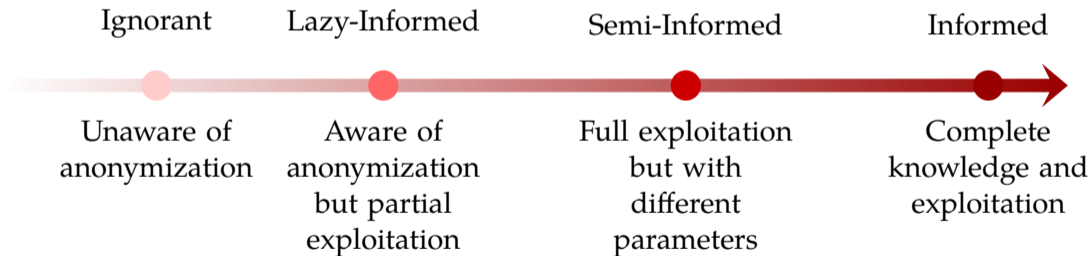 Ignorant
Lazy-Informed
Semi-Informed
Informed
Unaware of
anonymization
Aware of
anonymization
but partial
exploitation
Full exploitation
but with
different
parameters
Complete
knowledge and
exploitation